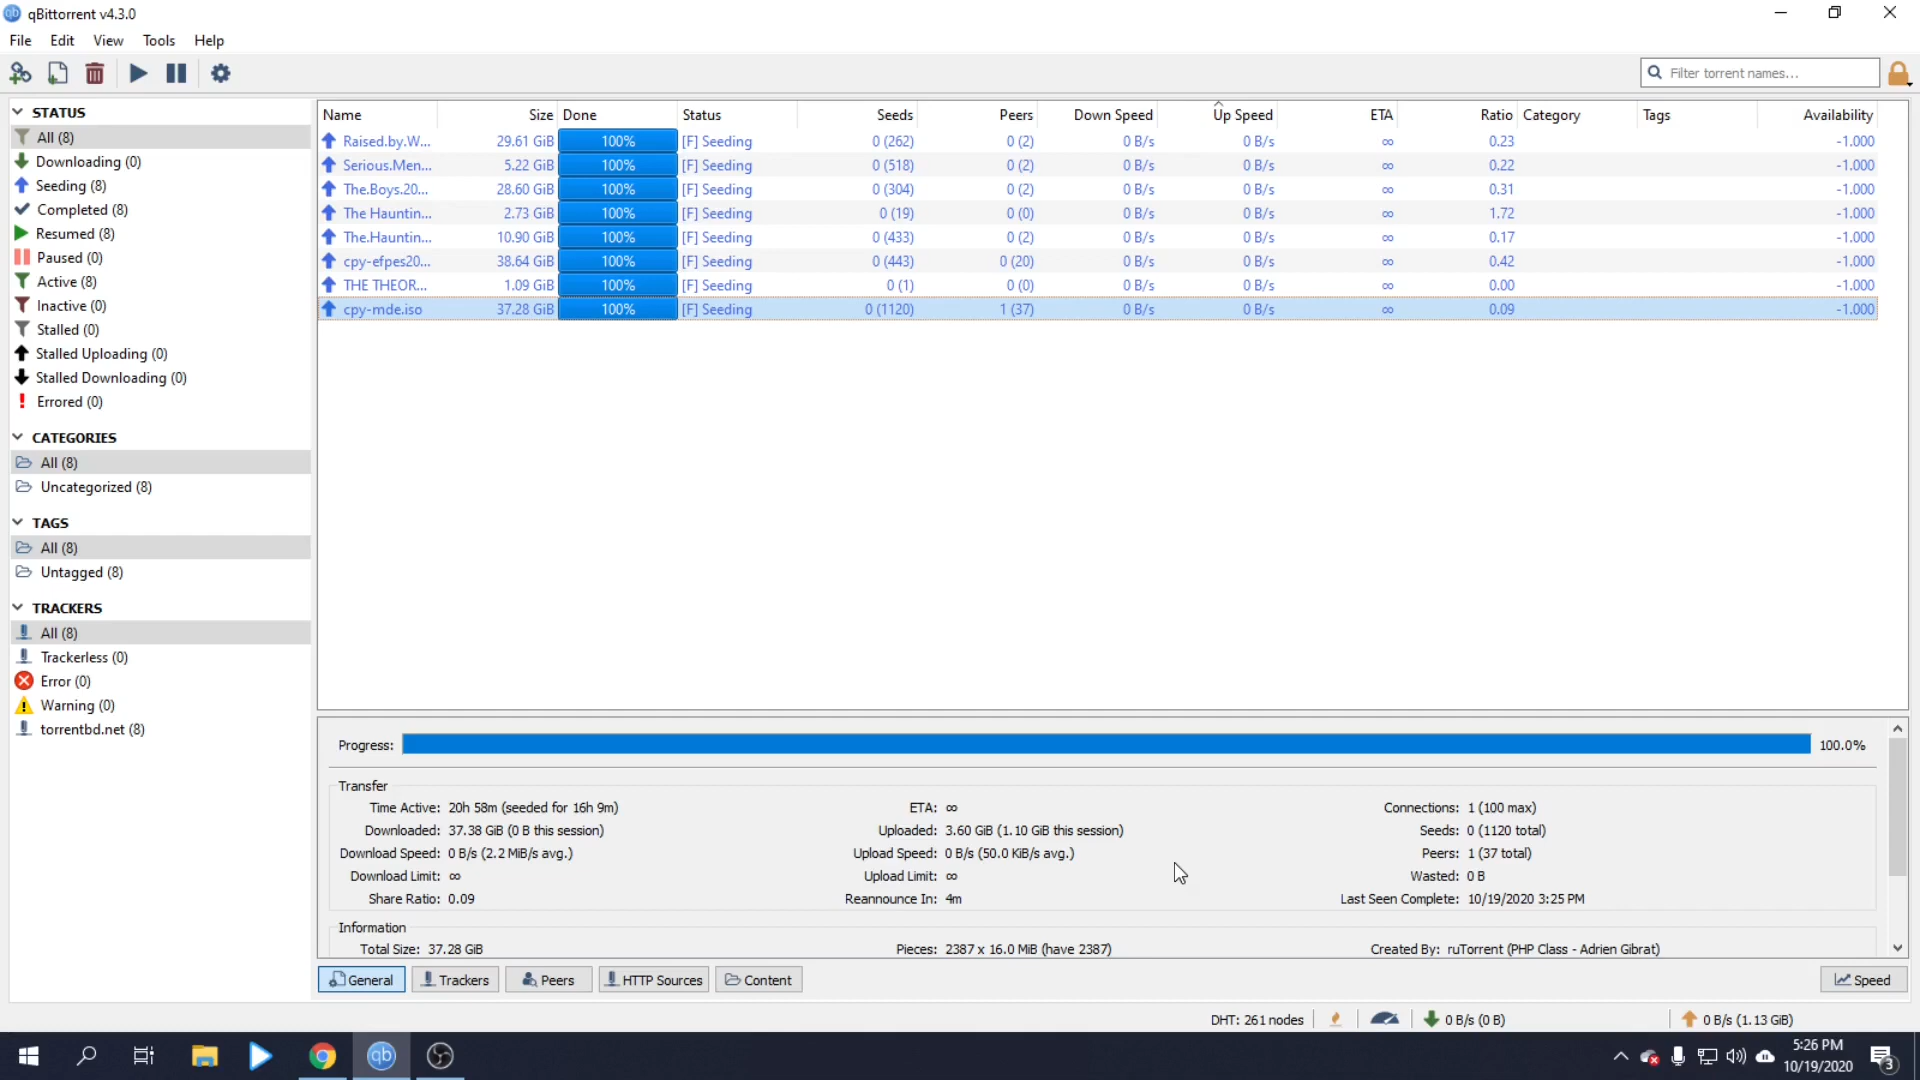 qBittorrent v4.3.0
File Edit View Tools Help
Filter torrent names...
STATUS
All (8)
Downloading (0)
Seeding (8)
Completed (8)
Resumed (8)
Paused (0)
Active (8)
Inactive (0)
Stalled (0)
Stalled Uploading (0)
Stalled Downloading (0)
Errored (0)
CATEGORIES
All (8)
Uncategorized (8)
TAGS
All (8)
Untagged (8)
TRACKERS
All (8)
Trackerless (0)
Error (0)
Warning (0)
torrentbd.net (8)
Name Size Done Status Seeds Peers Down Speed Up Speed ETA Ratio Category Tags Availability
Raised.by.W... 29.61 GiB 100% [F] Seeding 0 (262) 0 (2) 0 B/s 0 B/s ∞ 0.23 -1.000
Serious.Men... 5.22 GiB 100% [F] Seeding 0 (518) 0 (2) 0 B/s 0 B/s ∞ 0.22 -1.000
The.Boys.20... 28.60 GiB 100% [F] Seeding 0 (304) 0 (2) 0 B/s 0 B/s ∞ 0.31 -1.000
The Hauntin... 2.73 GiB 100% [F] Seeding 0 (19) 0 (0) 0 B/s 0 B/s ∞ 1.72 -1.000
The.Hauntin... 10.90 GiB 100% [F] Seeding 0 (433) 0 (2) 0 B/s 0 B/s ∞ 0.17 -1.000
cpy-efpes20... 38.64 GiB 100% [F] Seeding 0 (443) 0 (20) 0 B/s 0 B/s ∞ 0.42 -1.000
THE THEOR... 1.09 GiB 100% [F] Seeding 0 (1) 0 (0) 0 B/s 0 B/s ∞ 0.00 -1.000
cpy-mde.iso 37.28 GiB 100% [F] Seeding 0 (1120) 1 (37) 0 B/s 0 B/s ∞ 0.09 -1.000
Progress: 100.0%
Transfer
Time Active: 20h 58m (seeded for 16h 9m) ETA: ∞ Connections: 1 (100 max)
Downloaded: 37.38 GiB (0 B this session) Uploaded: 3.60 GiB (1.10 GiB this session) Seeds: 0 (1120 total)
Download Speed: 0 B/s (2.2 MiB/s avg.) Upload Speed: 0 B/s (50.0 KiB/s avg.) Peers: 1 (37 total)
Download Limit: ∞ Upload Limit: ∞ Wasted: 0 B
Share Ratio: 0.09 Reannounce In: 4m Last Seen Complete: 10/19/2020 3:25 PM
Information
Total Size: 37.28 GiB Pieces: 2387 x 16.0 MiB (have 2387) Created By: ruTorrent (PHP Class - Adrien Gibrat)
General Trackers Peers HTTP Sources Content Speed
DHT: 261 nodes 0 B/s (0 B) 0 B/s (1.13 GiB)
5:26 PM
10/19/2020
3